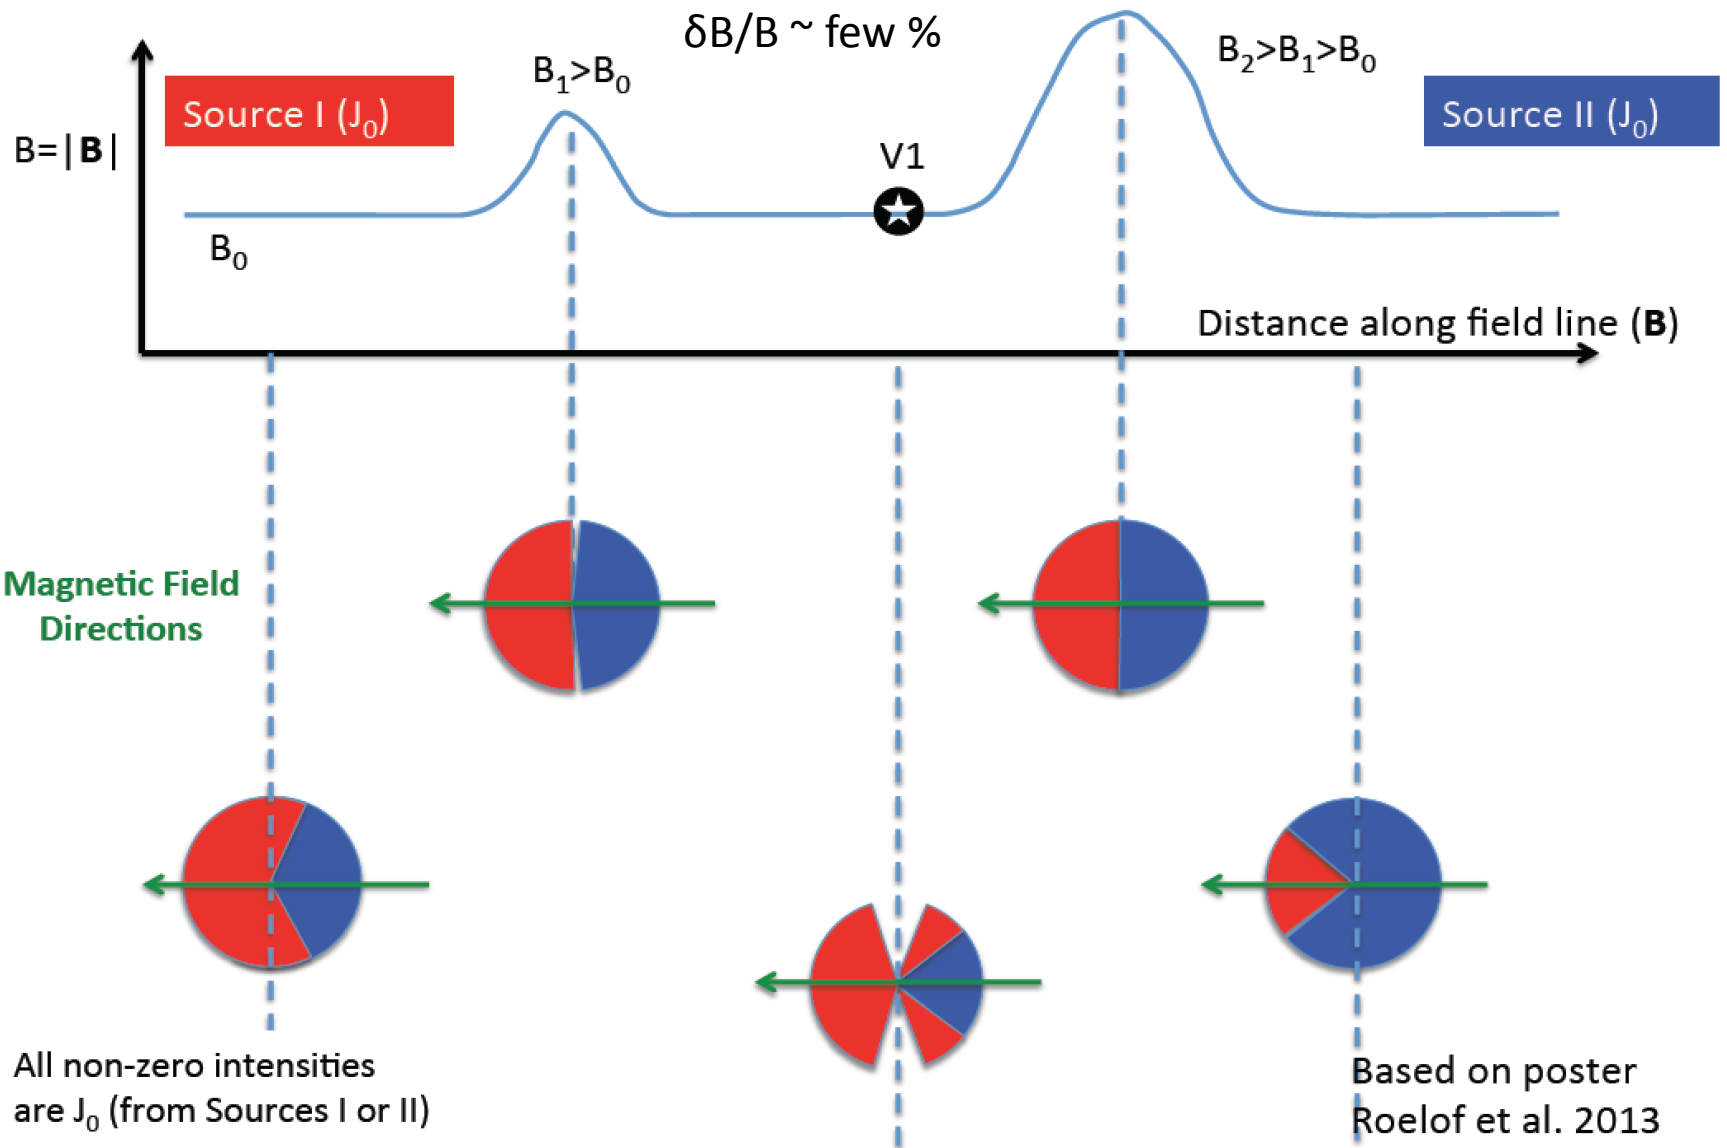 δB/B ~ few %
B₁>B₀
B₂>B₁>B₀
Source I (J₀)
Source II (J₀)
B=|B|
V1
B₀
Distance along field line (B)
Magnetic Field
Directions
All non-zero intensities
are J₀ (from Sources I or II)
Based on poster
Roelof et al. 2013